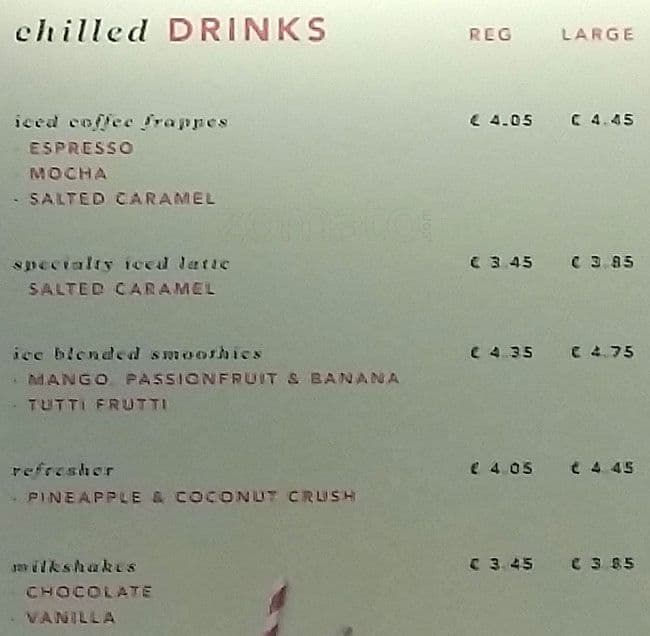 chilled DRINKS REG LARGE
iced coffee frappes € 4.05 € 4.45
· ESPRESSO
· MOCHA
· SALTED CARAMEL
zomato.com
specialty iced latte € 3.45 € 3.85
SALTED CARAMEL
ice blended smoothies € 4.35 € 4.75
· MANGO, PASSIONFRUIT & BANANA
· TUTTI FRUTTI
refresher € 4.05 € 4.45
· PINEAPPLE & COCONUT CRUSH
milkshakes € 3.45 € 3.85
· CHOCOLATE
· VANILLA